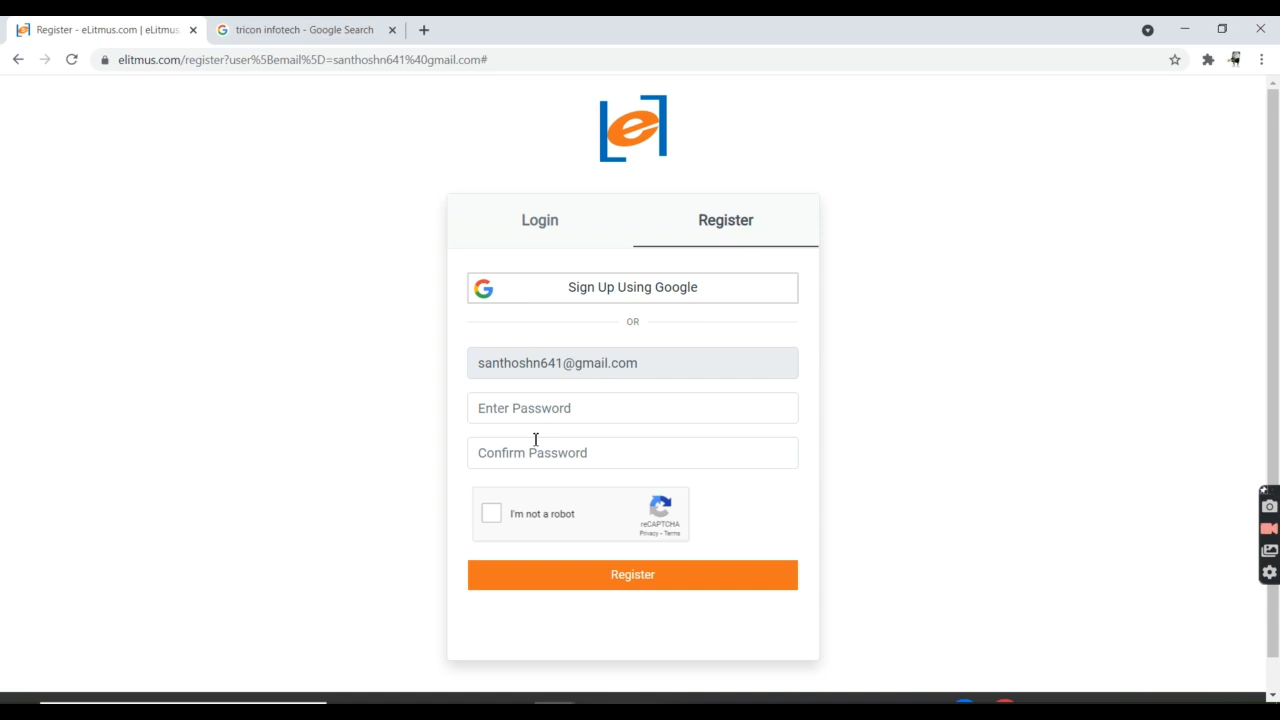 Register - eLitmus.com | eLitmus
tricon infotech - Google Search
elitmus.com/register?user%5Bemail%5D=santhoshn641%40gmail.com#
e
Login
Register
Sign Up Using Google
OR
santhoshn641@gmail.com
Enter Password
Confirm Password
I'm not a robot
reCAPTCHA
Privacy - Terms
Register